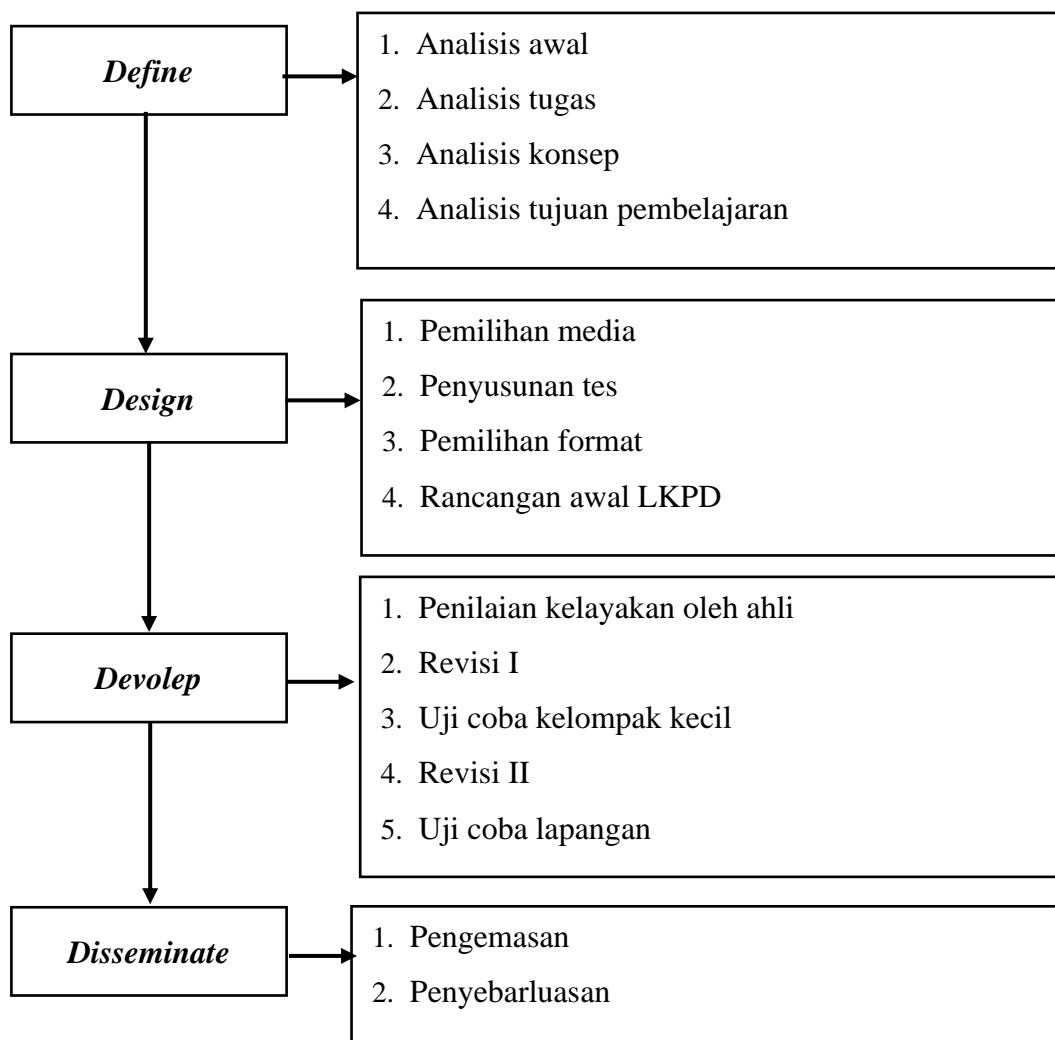 Define
1. Analisis awal
2. Analisis tugas
3. Analisis konsep
4. Analisis tujuan pembelajaran
Design
1. Pemilihan media
2. Penyusunan tes
3. Pemilihan format
4. Rancangan awal LKPD
Devolep
1. Penilaian kelayakan oleh ahli
2. Revisi I
3. Uji coba kelompak kecil
4. Revisi II
5. Uji coba lapangan
Disseminate
1. Pengemasan
2. Penyebarluasan